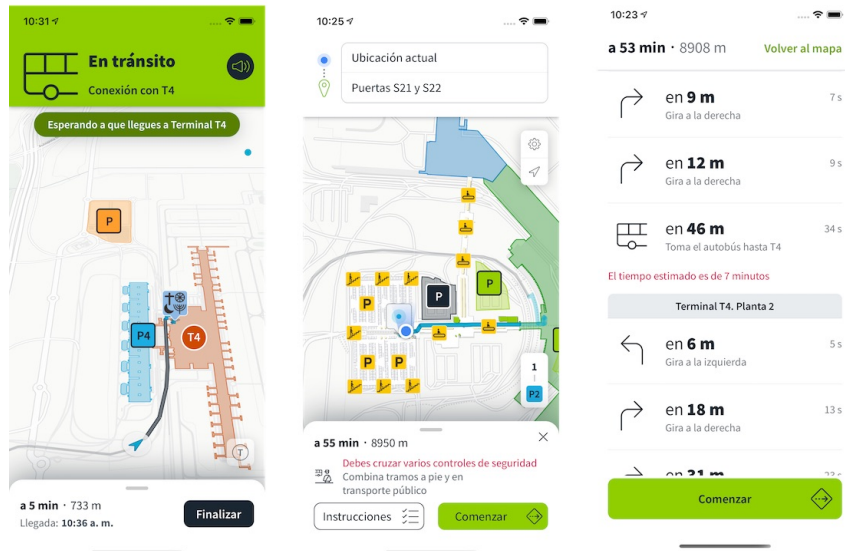 10:31
En tránsito
Conexión con T4
Esperando a que llegues a Terminal T4
P
P4
T4
T
a 5 min · 733 m
Llegada: 10:36 a. m.
Finalizar
10:25
Ubicación actual
Puertas S21 y S22
P
P
P
P
P
1
P2
a 55 min · 8950 m
Debes cruzar varios controles de seguridad
Combina tramos a pie y en
transporte público
Instrucciones
Comenzar
10:23
a 53 min · 8908 m
Volver al mapa
en 9 m
7 s
Gira a la derecha
en 12 m
9 s
Gira a la derecha
en 46 m
34 s
Toma el autobús hasta T4
El tiempo estimado es de 7 minutos
Terminal T4. Planta 2
en 6 m
5 s
Gira a la izquierda
en 18 m
13 s
Gira a la derecha
en 31 m
23 s
Comenzar